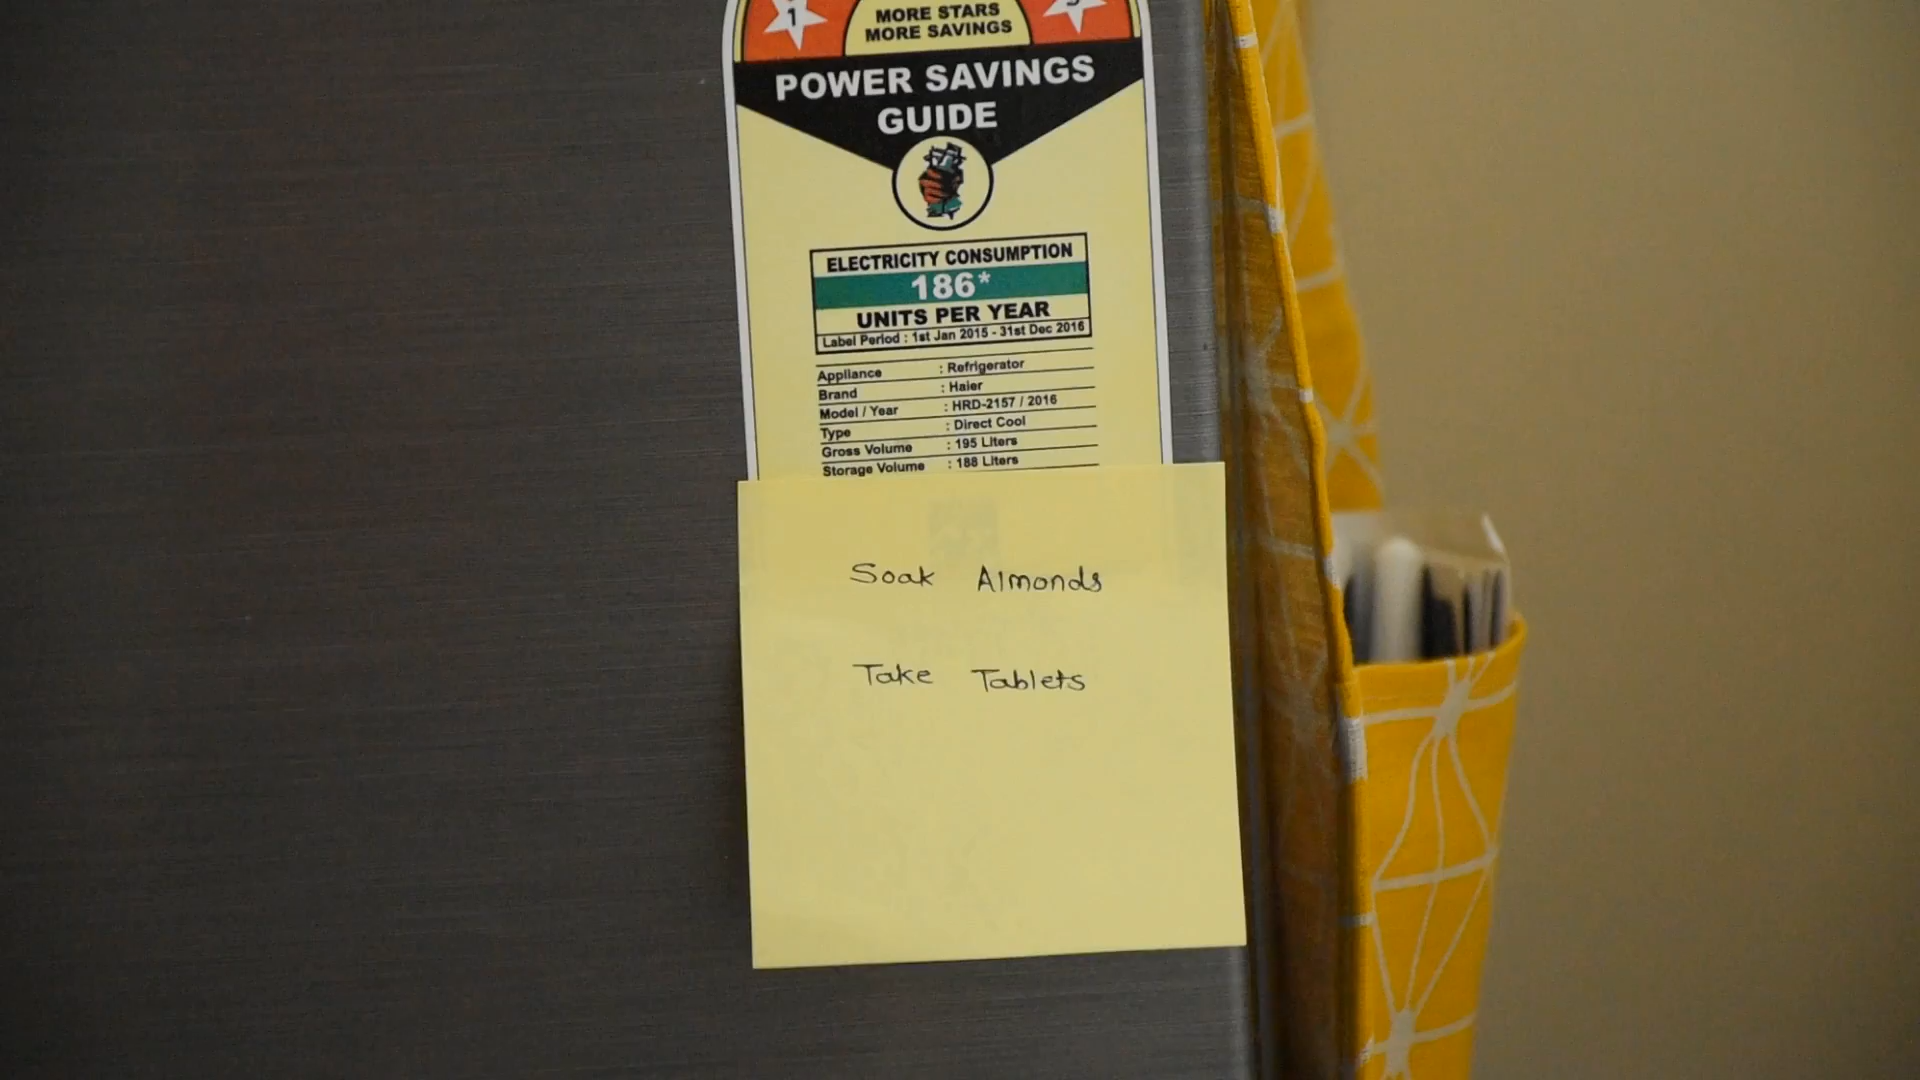 1
MORE STARS
MORE SAVINGS
POWER SAVINGS
GUIDE
ELECTRICITY CONSUMPTION
186*
UNITS PER YEAR
Label Period : 1st Jan 2015 - 31st Dec 2016
Appliance : Refrigerator
Brand : Haier
Model / Year : HRD-2157 / 2016
Type : Direct Cool
Gross Volume : 195 Liters
Storage Volume : 188 Liters
Soak Almonds
Take Tablets